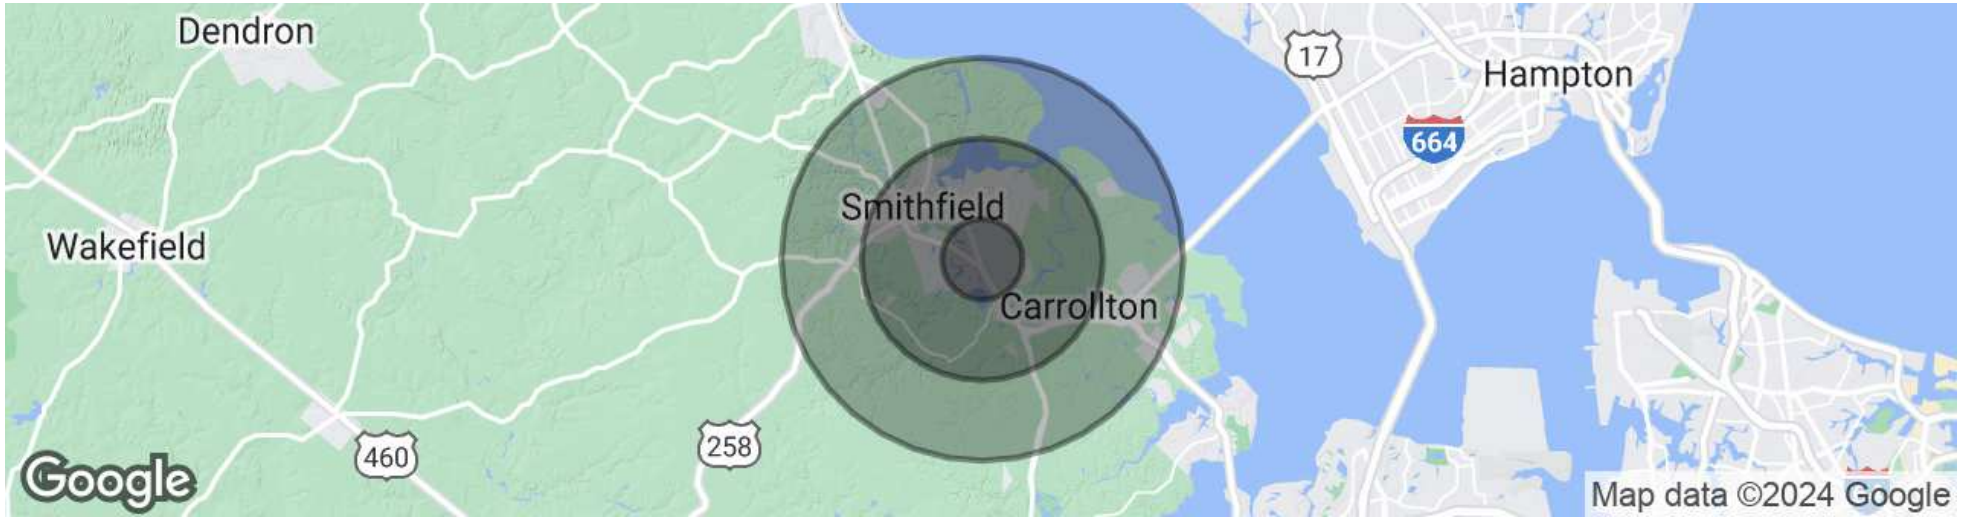 Dendron
17
Hampton
664
Smithfield
Wakefield
Carrollton
258
460
Google
Map data ©2024 Google